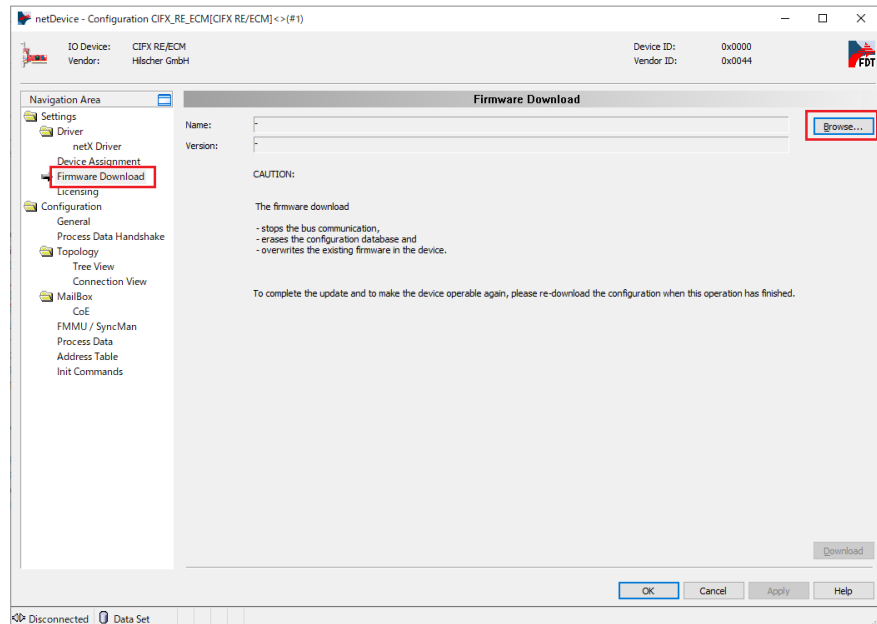 netDevice - Configuration CIFX_RE_ECM[CIFX RE/ECM]<>(#1)
IO Device: CIFX RE/ECM Device ID: 0x0000
Vendor: Hilscher GmbH Vendor ID: 0x0044
FDT
Navigation Area
Settings
Driver
netX Driver
Device Assignment
Firmware Download
Licensing
Configuration
General
Process Data Handshake
Topology
Tree View
Connection View
MailBox
CoE
FMMU / SyncMan
Process Data
Address Table
Init Commands
Firmware Download
Name: - Browse...
Version: -
CAUTION:
The firmware download
- stops the bus communication,
- erases the configuration database and
- overwrites the existing firmware in the device.
To complete the update and to make the device operable again, please re-download the configuration when this operation has finished.
Download
OK Cancel Apply Help
Disconnected Data Set